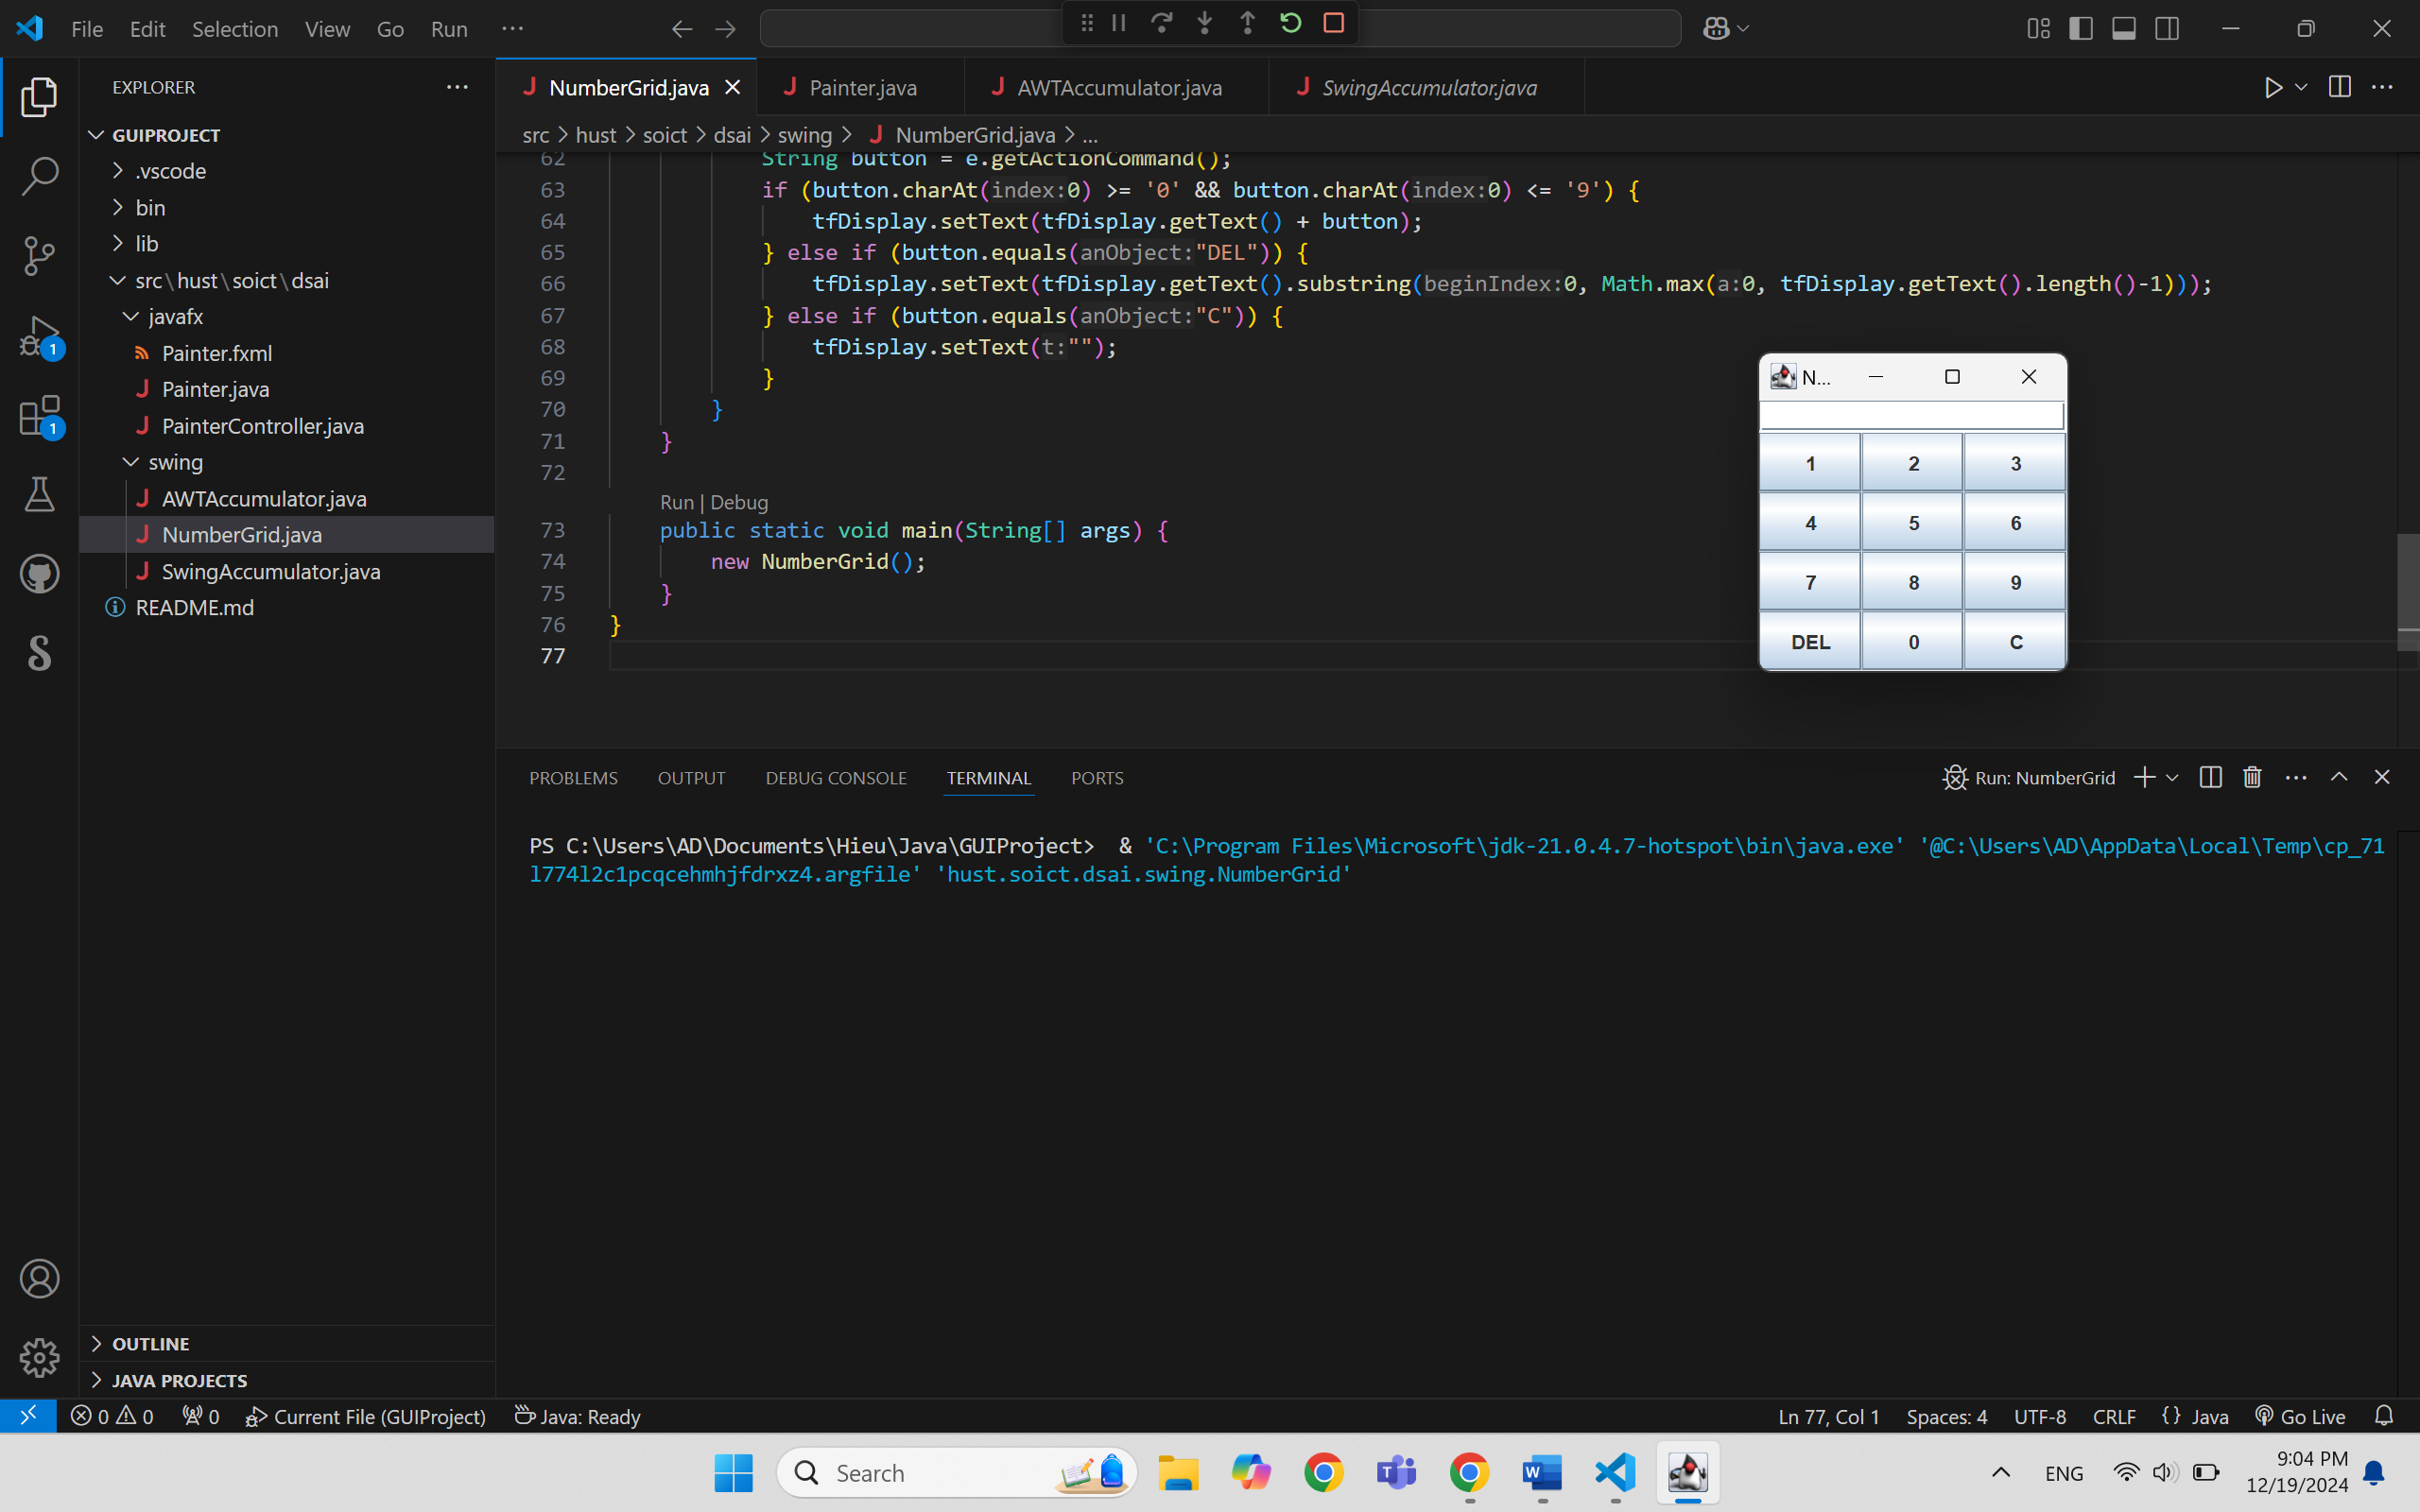 File Edit Selection View Go Run ···
EXPLORER ···
NumberGrid.java Painter.java AWTAccumulator.java SwingAccumulator.java
GUIPROJECT
.vscode
bin
lib
src\hust\soict\dsai
javafx
Painter.fxml
Painter.java
PainterController.java
swing
AWTAccumulator.java
NumberGrid.java
SwingAccumulator.java
README.md
OUTLINE
JAVA PROJECTS
1
1
src > hust > soict > dsai > swing > NumberGrid.java > ...
62 String button = e.getActionCommand();
63 if (button.charAt(index:0) >= '0' && button.charAt(index:0) <= '9') {
64 tfDisplay.setText(tfDisplay.getText() + button);
65 } else if (button.equals(anObject:"DEL")) {
66 tfDisplay.setText(tfDisplay.getText().substring(beginIndex:0, Math.max(a:0, tfDisplay.getText().length()-1)));
67 } else if (button.equals(anObject:"C")) {
68 tfDisplay.setText(t:"");
69 }
70 }
71 }
72
Run | Debug
73 public static void main(String[] args) {
74 new NumberGrid();
75 }
76 }
77
N...
1 2 3
4 5 6
7 8 9
DEL 0 C
PROBLEMS OUTPUT DEBUG CONSOLE TERMINAL PORTS
Run: NumberGrid
PS C:\Users\AD\Documents\Hieu\Java\GUIProject> & 'C:\Program Files\Microsoft\jdk-21.0.4.7-hotspot\bin\java.exe' '@C:\Users\AD\AppData\Local\Temp\cp_71
l774l2c1pcqcehmhjfdrxz4.argfile' 'hust.soict.dsai.swing.NumberGrid'
0 0 0 Current File (GUIProject) Java: Ready
Ln 77, Col 1 Spaces: 4 UTF-8 CRLF {} Java Go Live
Search
ENG
9:04 PM
12/19/2024